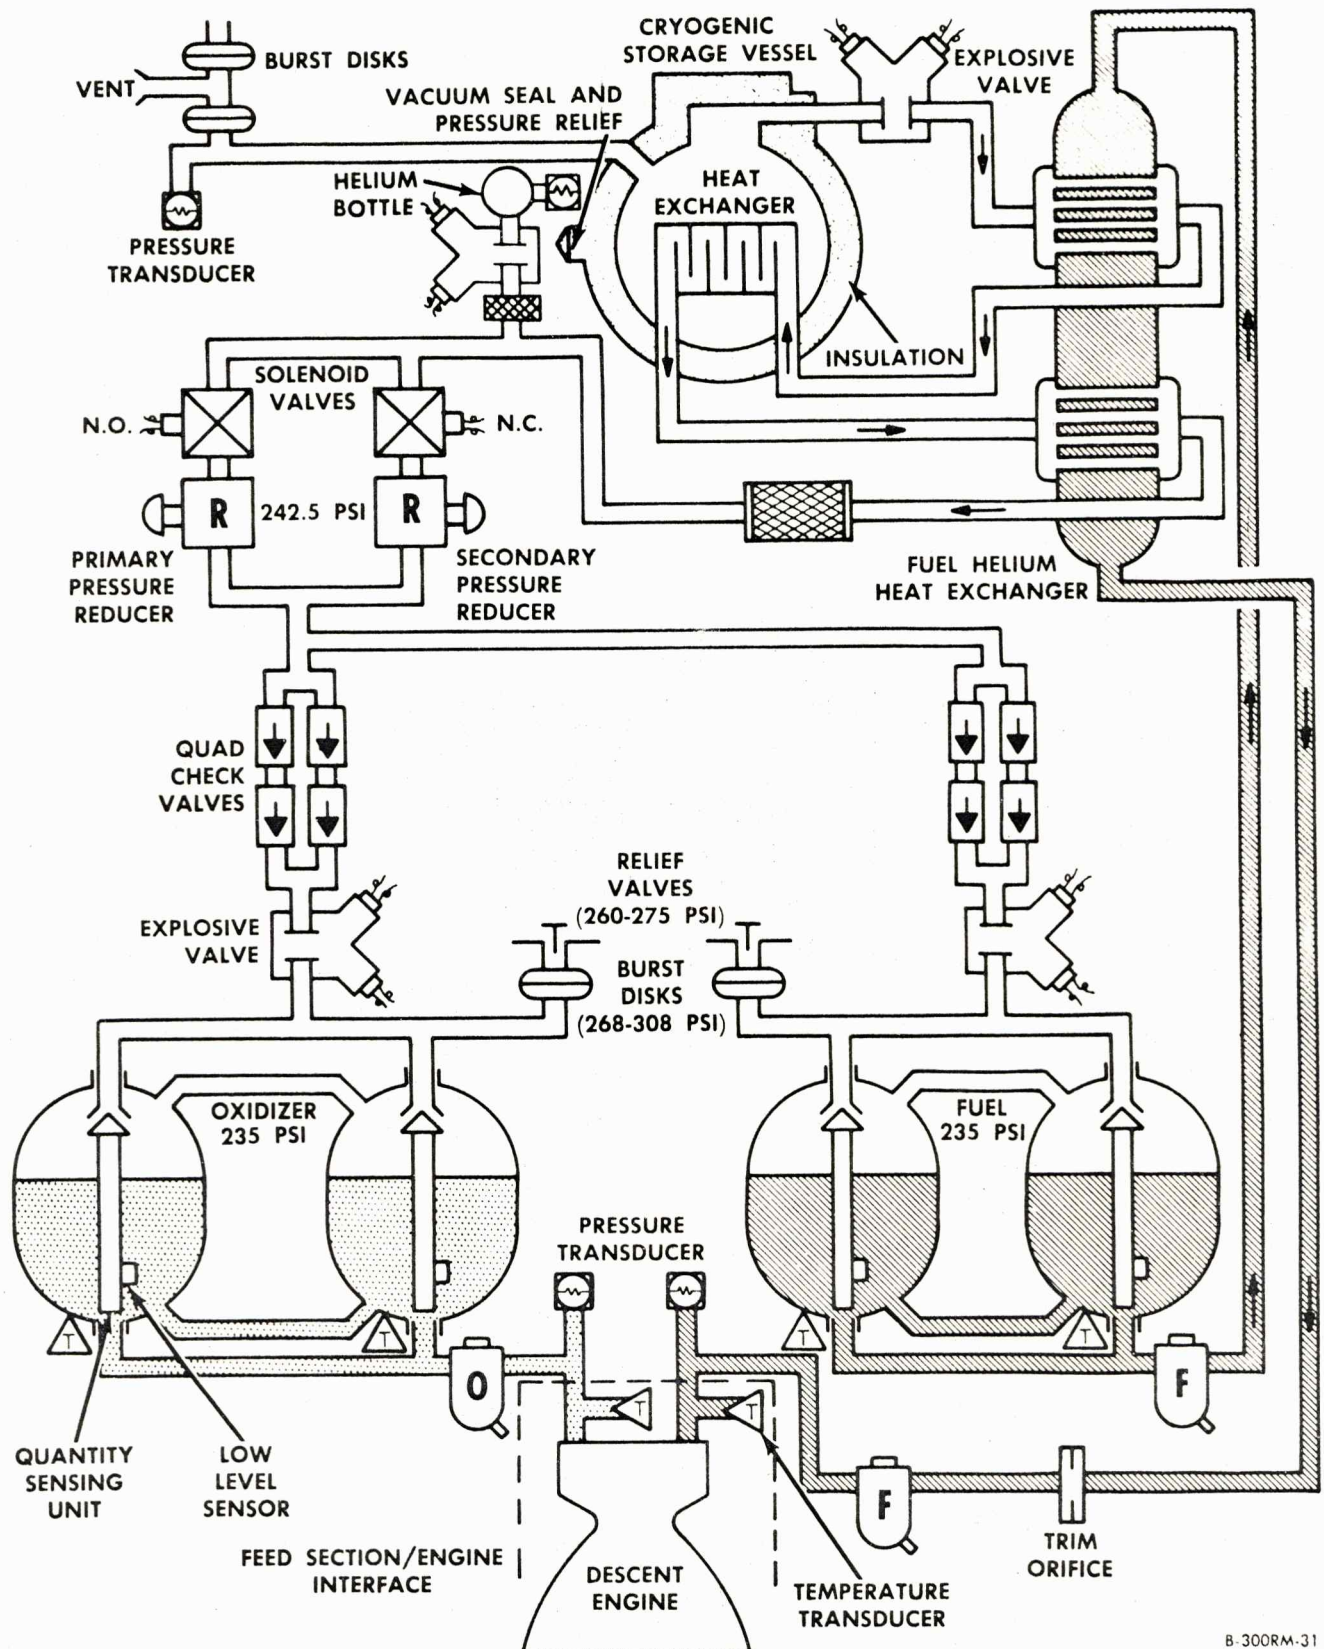 CRYOGENIC
STORAGE VESSEL
BURST DISKS
EXPLOSIVE
VALVE
VENT
VACUUM SEAL AND
PRESSURE RELIEF
HELIUM
BOTTLE
HEAT
EXCHANGER
PRESSURE
TRANSDUCER
INSULATION
SOLENOID
VALVES
N.O.
N.C.
R
242.5 PSI
R
PRIMARY
PRESSURE
REDUCER
SECONDARY
PRESSURE
REDUCER
FUEL HELIUM
HEAT EXCHANGER
QUAD
CHECK
VALVES
RELIEF
VALVES
(260-275 PSI)
EXPLOSIVE
VALVE
BURST
DISKS
(268-308 PSI)
OXIDIZER
235 PSI
FUEL
235 PSI
PRESSURE
TRANSDUCER
T
T
T
T
O
F
T
T
QUANTITY
SENSING
UNIT
LOW
LEVEL
SENSOR
F
FEED SECTION/ENGINE
INTERFACE
DESCENT
ENGINE
TRIM
ORIFICE
TEMPERATURE
TRANSDUCER
B-300RM-31